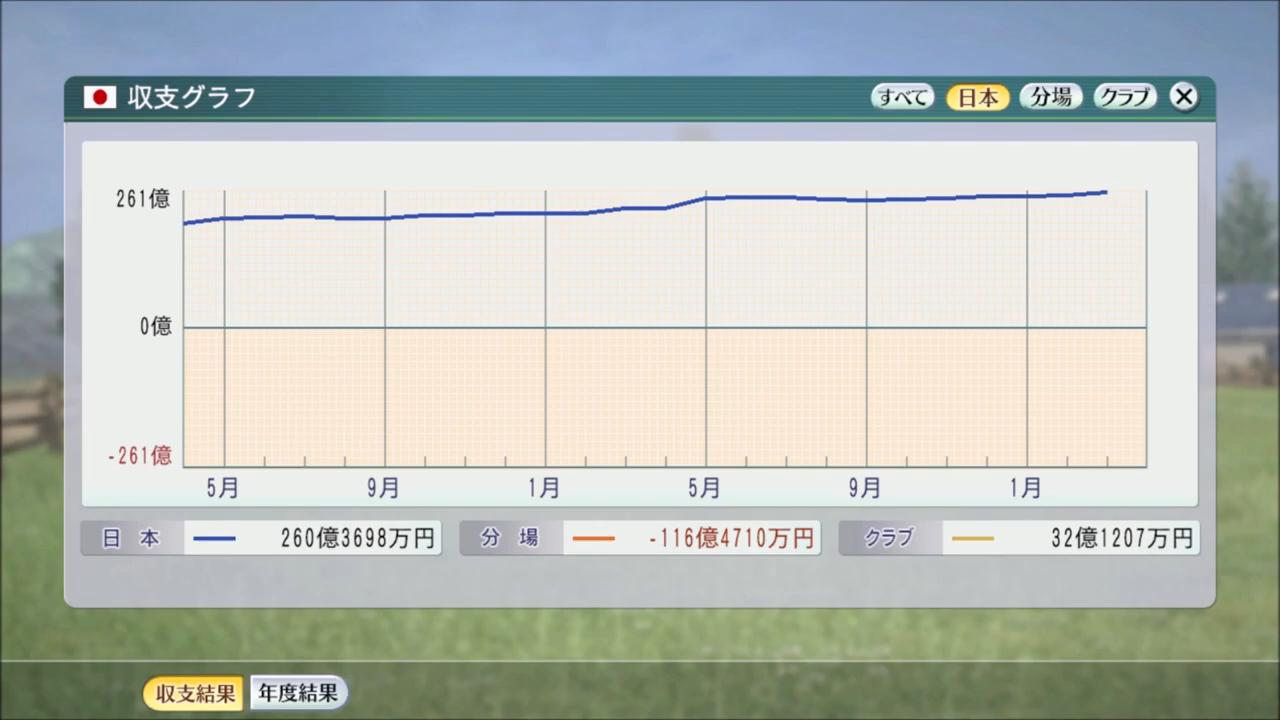 収支グラフ すべて 日本 分場 クラブ
261億
0億
-261億
5月 9月 1月 5月 9月 1月
日本 260億3698万円 分場 -116億4710万円 クラブ 32億1207万円
収支結果 年度結果